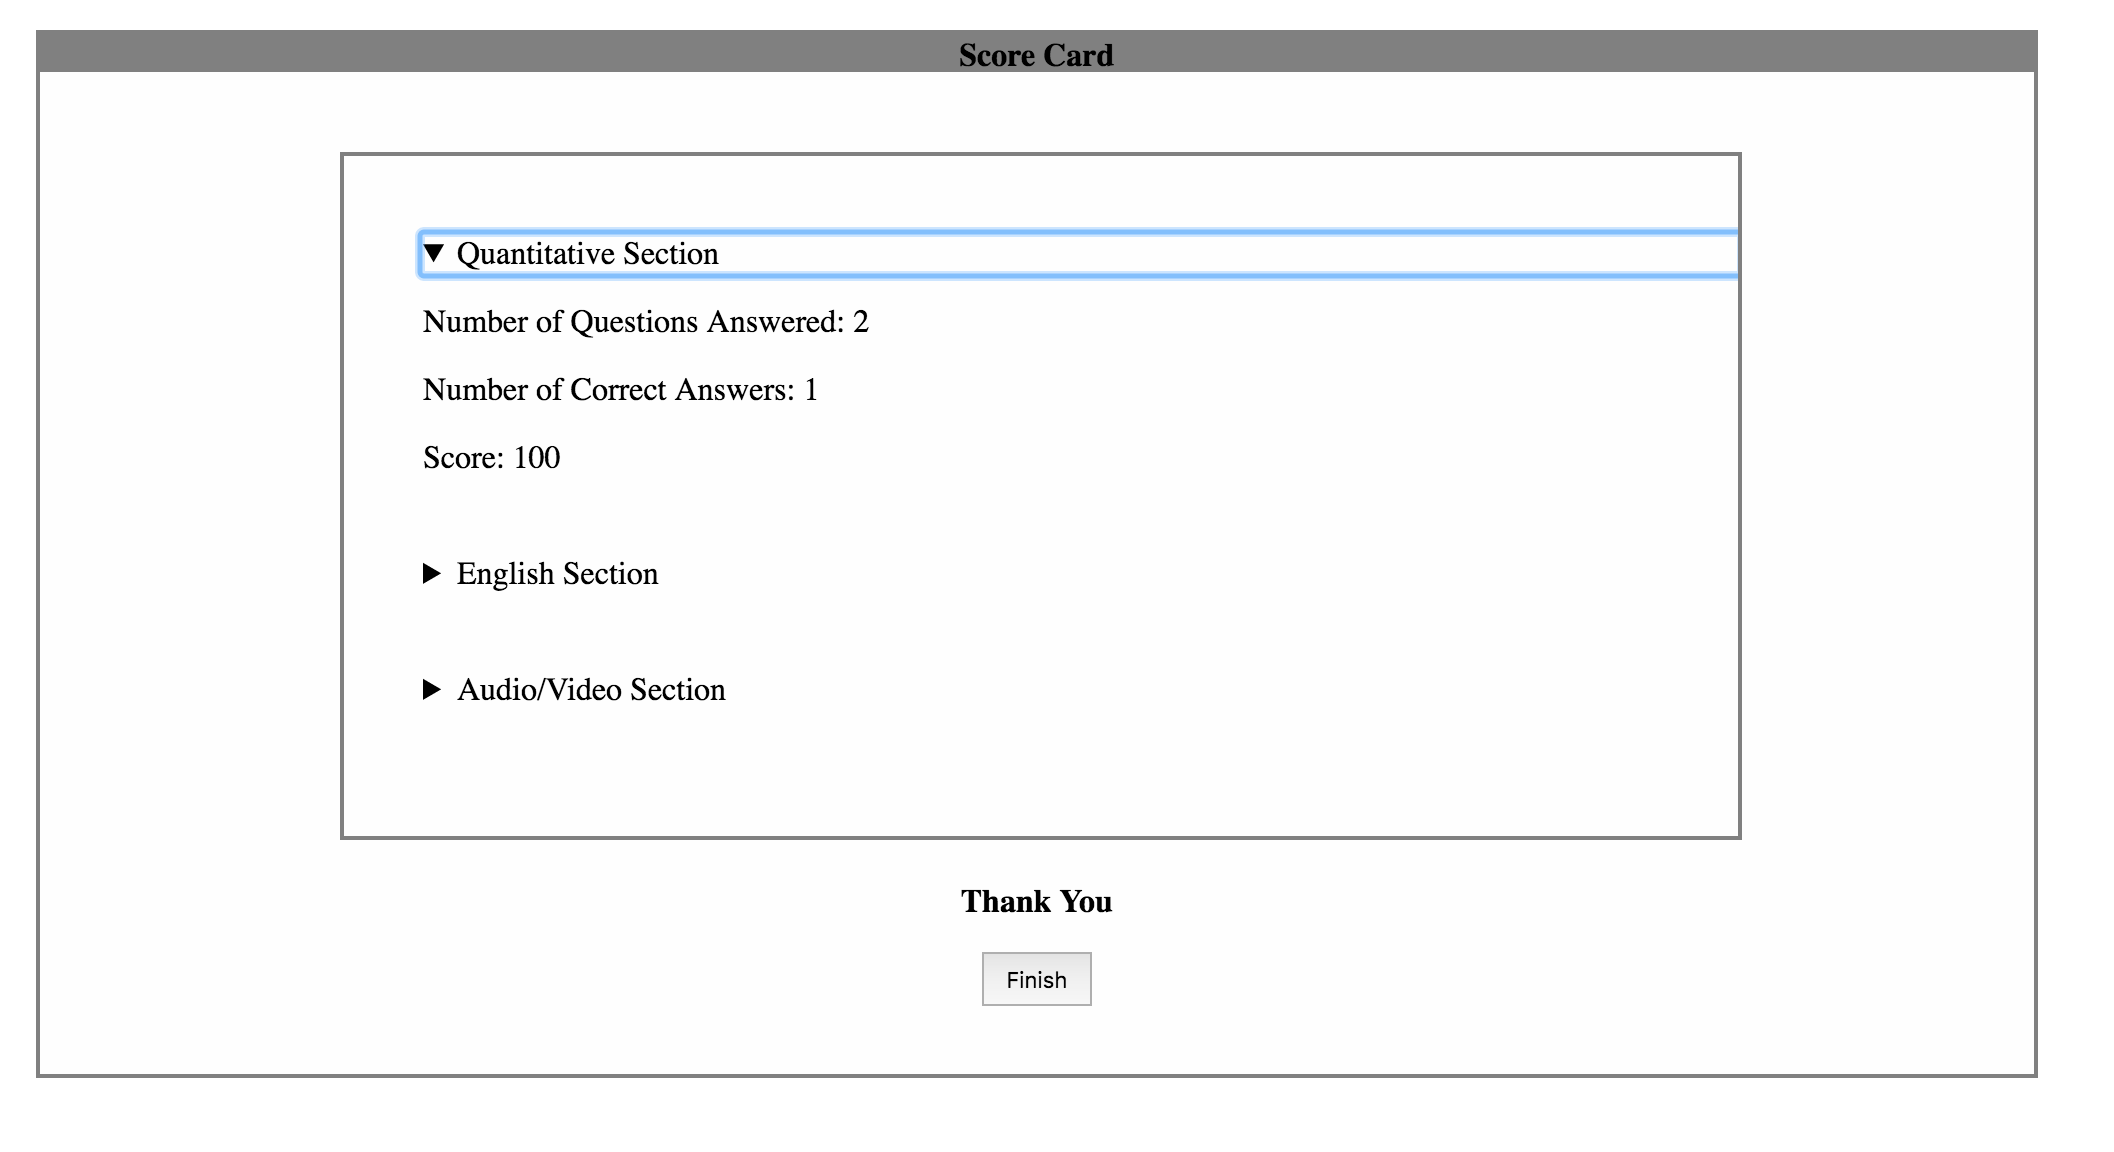 Score Card
▼ Quantitative Section
Number of Questions Answered: 2
Number of Correct Answers: 1
Score: 100
▶ English Section
▶ Audio/Video Section
Thank You
Finish